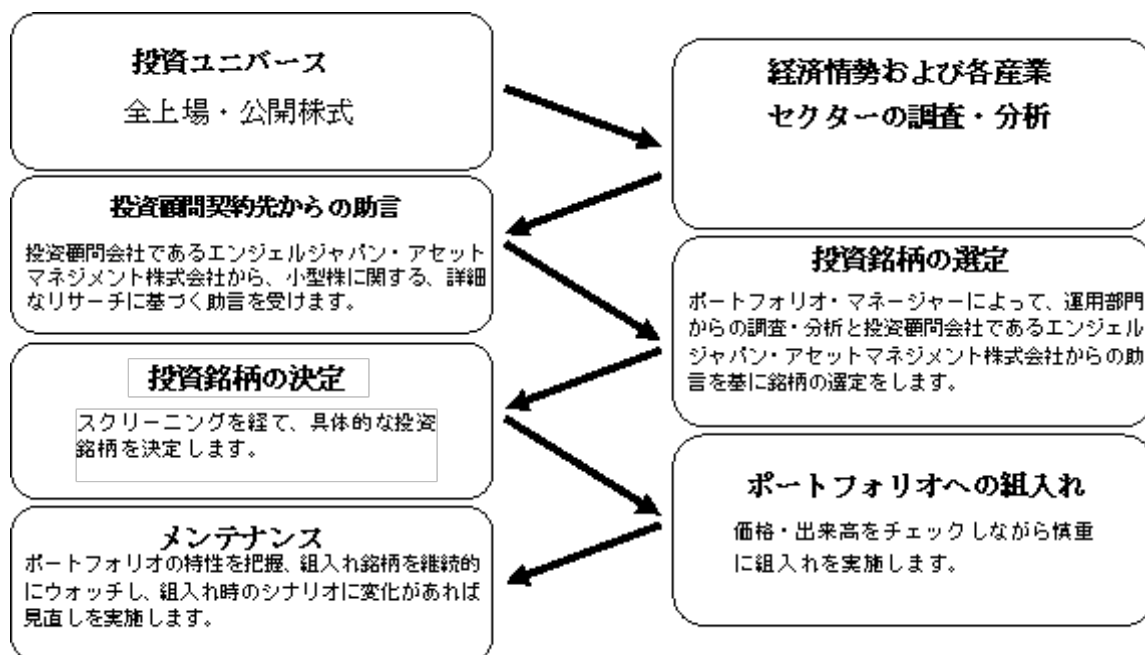 投資ユニバース
全上場・公開株式
経済情勢および各産業
セクターの調査・分析
投資顧問契約先からの助言
投資顧問会社であるエンジェルジャパン・アセット
マネジメント株式会社から、小型株に関する、詳細
なリサーチに基づく助言を受けます。
投資銘柄の選定
ポートフォリオ・マネージャーによって、運用部門
からの調査・分析と投資顧問会社であるエンジェル
ジャパン・アセットマネジメント株式会社からの助
言を基に銘柄の選定をします。
投資銘柄の決定
スクリーニングを経て、具体的な投資
銘柄を決定します。
ポートフォリオへの組入れ
価格・出来高をチェックしながら慎重
に組入れを実施します。
メンテナンス
ポートフォリオの特性を把握、組入れ銘柄を継続的
にウォッチし、組入れ時のシナリオに変化があれば
見直しを実施します。